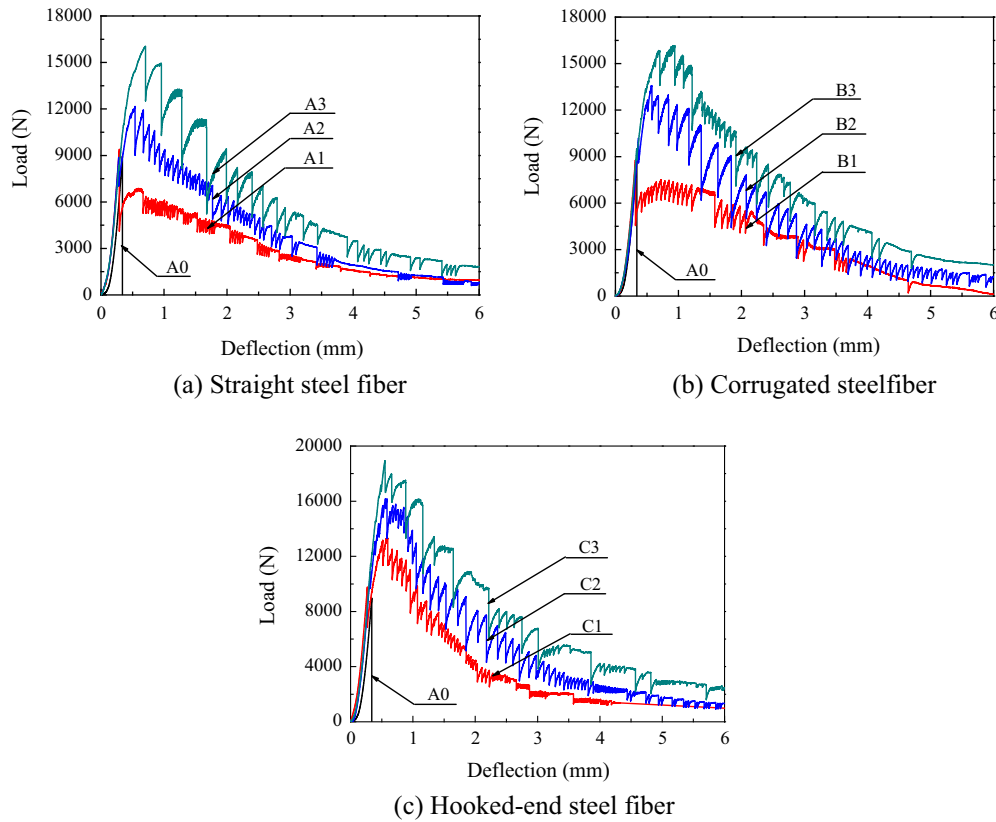 18000
15000
12000
9000
6000
3000
0
Load (N)
A3
A2
A1
A0
0 1 2 3 4 5 6
Deflection (mm)
(a) Straight steel fiber
18000
15000
12000
9000
6000
3000
0
Load (N)
B3
B2
B1
A0
0 1 2 3 4 5 6
Deflection (mm)
(b) Corrugated steelfiber
20000
16000
12000
8000
4000
0
Load (N)
C3
C2
C1
A0
0 1 2 3 4 5 6
Deflection (mm)
(c) Hooked-end steel fiber